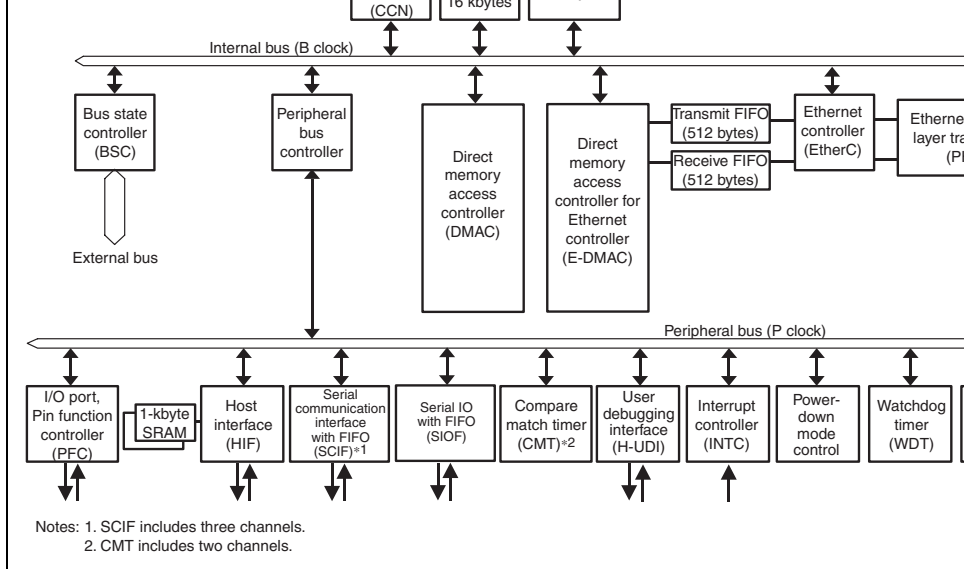 (CCN)
16 kbytes
Internal bus (B clock)
Bus state
controller
(BSC)
Peripheral
bus
controller
Direct
memory
access
controller
(DMAC)
Direct
memory
access
controller for
Ethernet
controller
(E-DMAC)
Transmit FIFO
(512 bytes)
Receive FIFO
(512 bytes)
Ethernet
controller
(EtherC)
Etherne
layer tra
External bus
Peripheral bus (P clock)
I/O port,
Pin function
controller
(PFC)
1-kbyte
SRAM
Host
interface
(HIF)
Serial
communication
interface
with FIFO
(SCIF)*1
Serial IO
with FIFO
(SIOF)
Compare
match timer
(CMT)*2
User
debugging
interface
(H-UDI)
Interrupt
controller
(INTC)
Power-
down
mode
control
Watchdog
timer
(WDT)
Notes: 1. SCIF includes three channels.
2. CMT includes two channels.